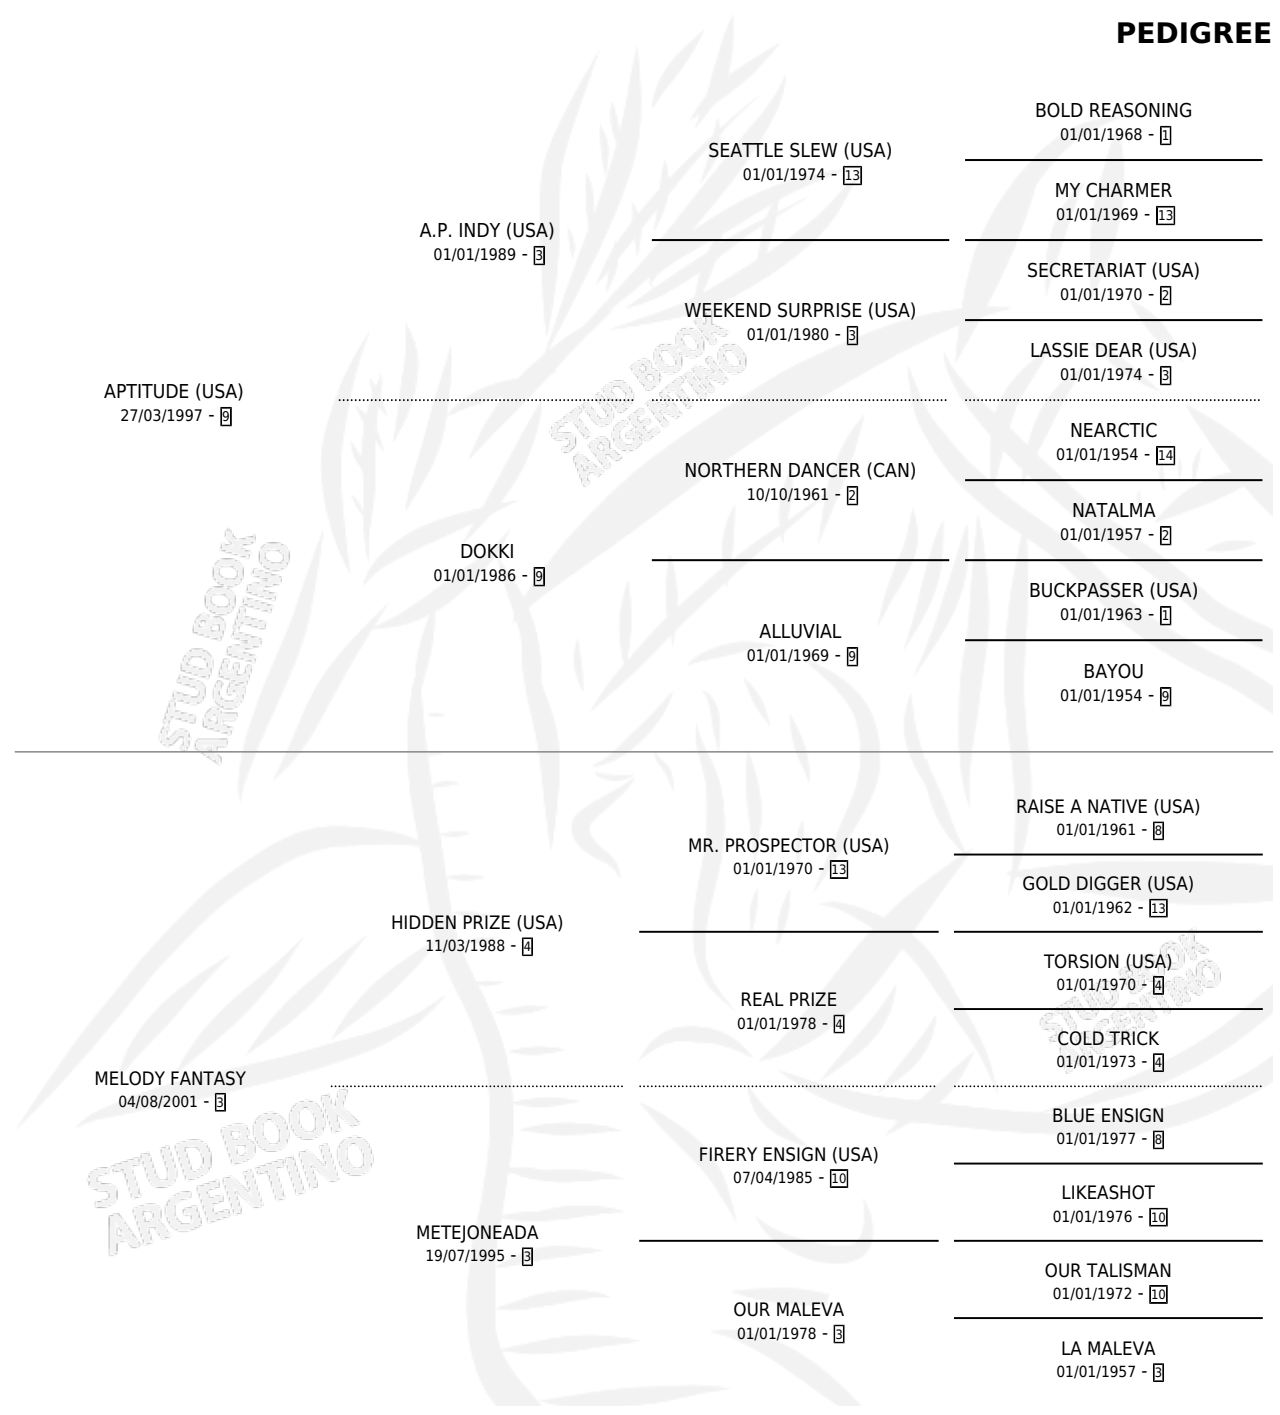 PEDIGREE
BOLD REASONING
01/01/1968 - 1
SEATTLE SLEW (USA)
01/01/1974 - 13
MY CHARMER
01/01/1969 - 13
A.P. INDY (USA)
01/01/1989 - 3
SECRETARIAT (USA)
01/01/1970 - 2
WEEKEND SURPRISE (USA)
01/01/1980 - 3
LASSIE DEAR (USA)
01/01/1974 - 3
APTITUDE (USA)
27/03/1997 - 9
STUD BOOK
ARGENTINO
NEARCTIC
01/01/1954 - 14
NORTHERN DANCER (CAN)
10/10/1961 - 2
NATALMA
01/01/1957 - 2
DOKKI
01/01/1986 - 9
BUCKPASSER (USA)
01/01/1963 - 1
ALLUVIAL
01/01/1969 - 9
BAYOU
01/01/1954 - 9
STUD BOOK
ARGENTINO
RAISE A NATIVE (USA)
01/01/1961 - 8
MR. PROSPECTOR (USA)
01/01/1970 - 13
GOLD DIGGER (USA)
01/01/1962 - 13
HIDDEN PRIZE (USA)
11/03/1988 - 4
TORSION (USA)
01/01/1970 - 4
REAL PRIZE
01/01/1978 - 4
COLD TRICK
01/01/1973 - 4
STUD BOOK
ARGENTINO
MELODY FANTASY
04/08/2001 - 3
BLUE ENSIGN
01/01/1977 - 8
FIRERY ENSIGN (USA)
07/04/1985 - 10
LIKEASHOT
01/01/1976 - 10
STUD BOOK
ARGENTINO
METEJONEADA
19/07/1995 - 3
OUR TALISMAN
01/01/1972 - 10
OUR MALEVA
01/01/1978 - 3
LA MALEVA
01/01/1957 - 3